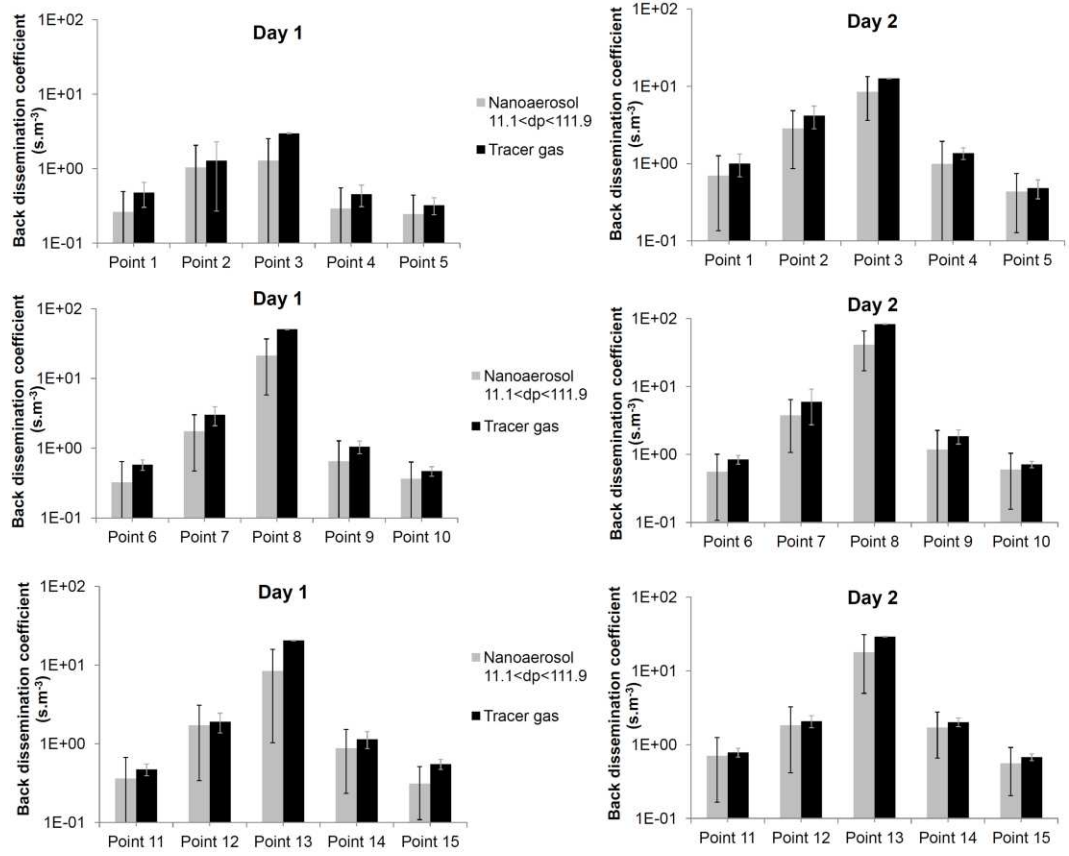 Day 1
Back dissemination coefficient
(s.m-3)
1E+02
1E+01
1E+00
1E-01
Point 1 Point 2 Point 3 Point 4 Point 5
Nanoaerosol
11.1<dp<111.9
Tracer gas
Day 2
Back dissemination coefficient
(s.m-3)
1E+02
1E+01
1E+00
1E-01
Point 1 Point 2 Point 3 Point 4 Point 5
Day 1
Back dissemination coefficient
(s.m-3)
1E+02
1E+01
1E+00
1E-01
Point 6 Point 7 Point 8 Point 9 Point 10
Nanoaerosol
11.1<dp<111.9
Tracer gas
Day 2
Back dissemination coefficient
(s.m-3)
1E+02
1E+01
1E+00
1E-01
Point 6 Point 7 Point 8 Point 9 Point 10
Day 1
Back dissemination coefficient
(s.m-3)
1E+02
1E+01
1E+00
1E-01
Point 11 Point 12 Point 13 Point 14 Point 15
Nanoaerosol
11.1<dp<111.9
Tracer gas
Day 2
Back dissemination coefficient
(s.m-3)
1E+02
1E+01
1E+00
1E-01
Point 11 Point 12 Point 13 Point 14 Point 15